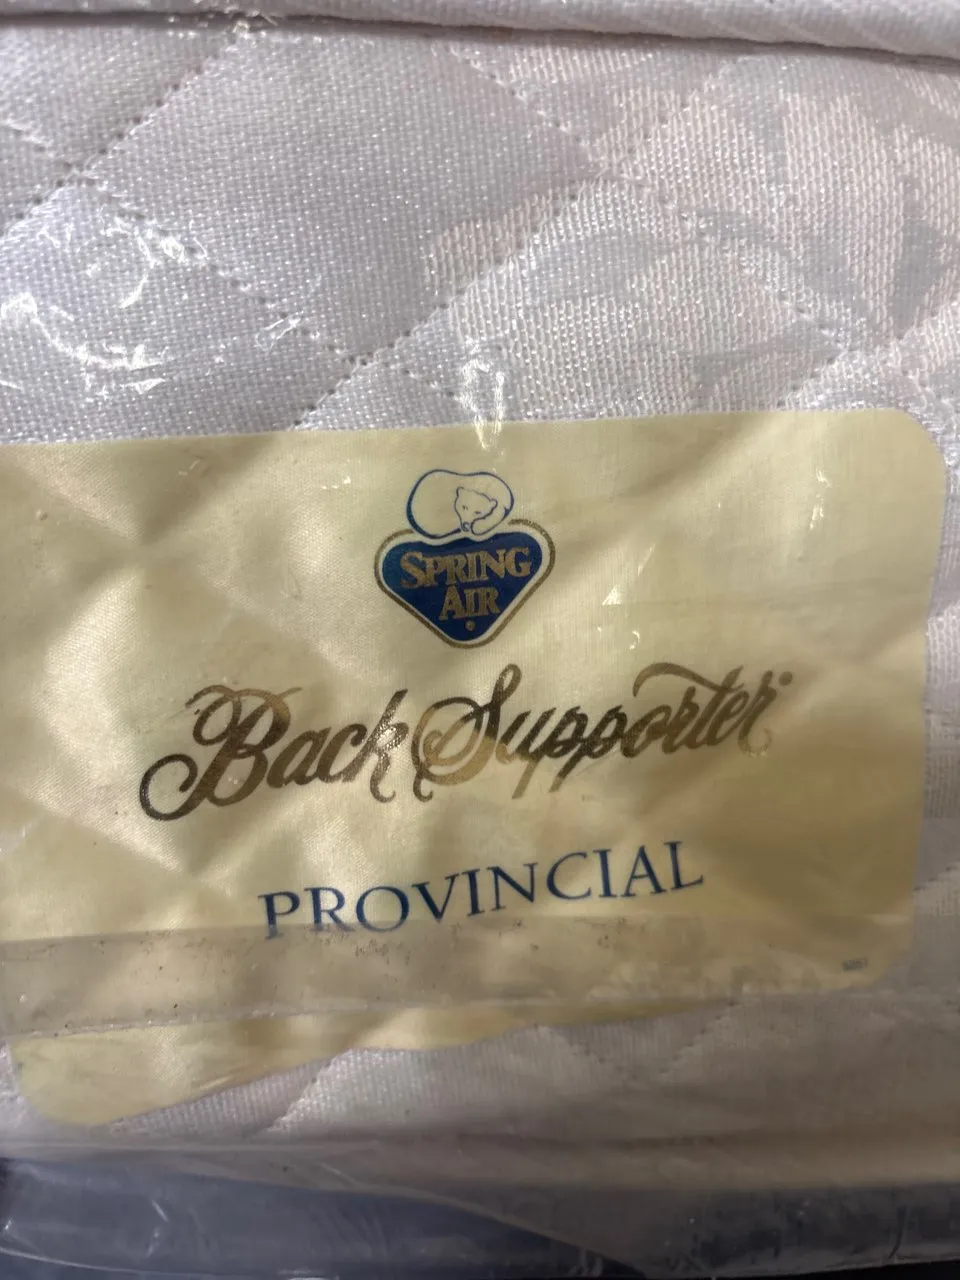 SPRING
AIR
Back Supporter
PROVINCIAL